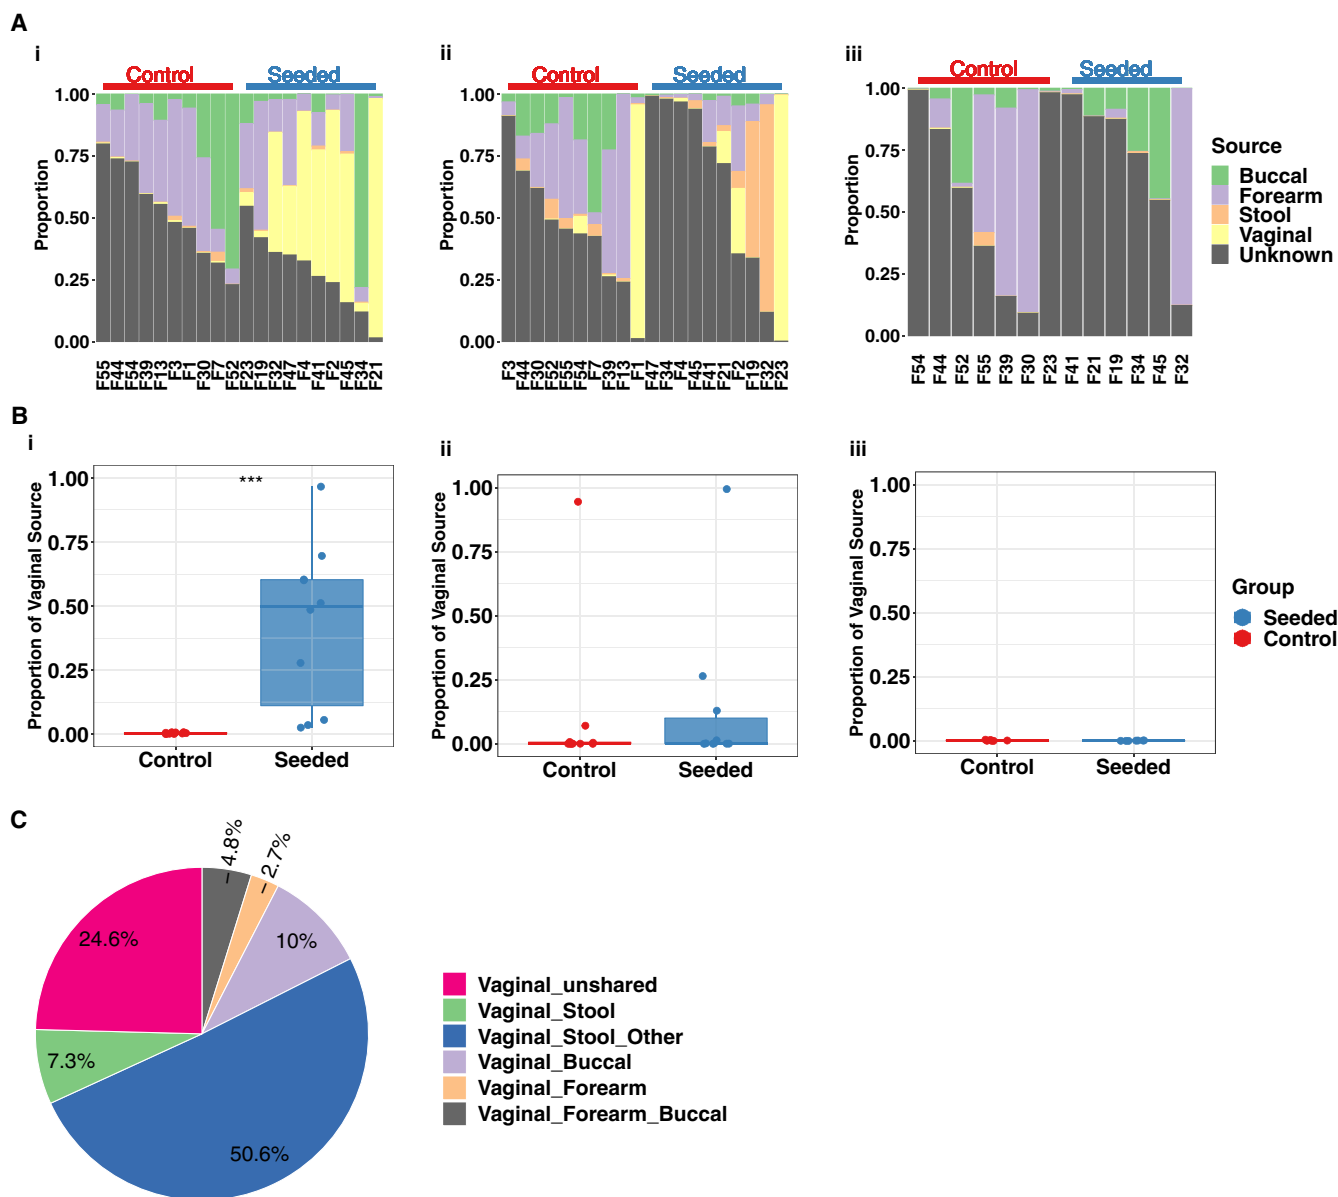 A
i
Control Seeded
Proportion
1.00
0.75
0.50
0.25
0.00
F55 F44 F54 F39 F13 F3 F1 F30 F7 F52 F23 F19 F32 F47 F4 F41 F2 F45 F34 F21
ii
Control Seeded
Proportion
1.00
0.75
0.50
0.25
0.00
F3 F44 F30 F52 F55 F54 F7 F39 F13 F1 F47 F34 F4 F45 F41 F21 F2 F19 F32 F23
iii
Control Seeded
Proportion
1.00
0.75
0.50
0.25
0.00
F54 F44 F52 F55 F39 F30 F23 F41 F21 F19 F34 F45 F32
Source
Buccal
Forearm
Stool
Vaginal
Unknown
B
i
Proportion of Vaginal Source
1.00
0.75
0.50
0.25
0.00
***
Control Seeded
ii
Proportion of Vaginal Source
1.00
0.75
0.50
0.25
0.00
Control Seeded
iii
Proportion of Vaginal Source
1.00
0.75
0.50
0.25
0.00
Control Seeded
Group
Seeded
Control
C
4.8%
2.7%
10%
24.6%
7.3%
50.6%
Vaginal_unshared
Vaginal_Stool
Vaginal_Stool_Other
Vaginal_Buccal
Vaginal_Forearm
Vaginal_Forearm_Buccal